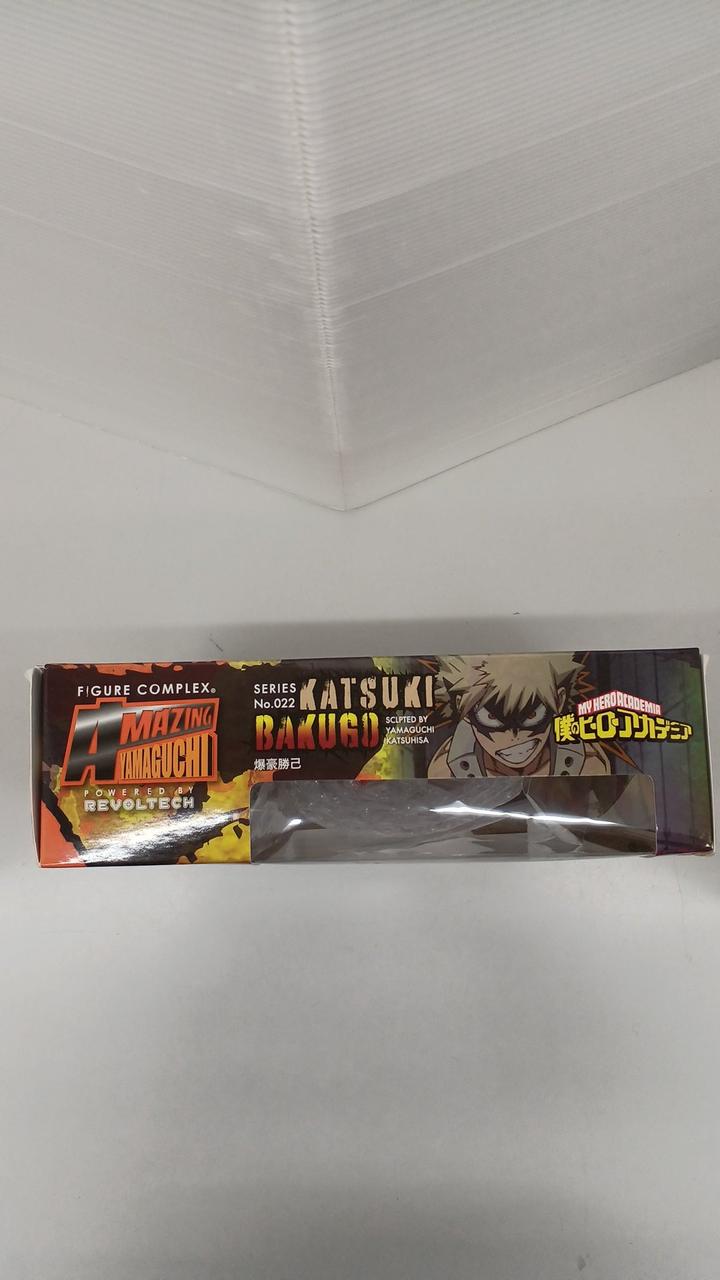 FIGURE COMPLEX®
AMAZING
YAMAGUCHI
POWERED BY
REVOLTECH
SERIES
No.022
KATSUKI
BAKUGO
SCLPTED BY
YAMAGUCHI
KATSUHISA
爆豪勝己
MY HERO ACADEMIA
僕のヒーローアカデミア